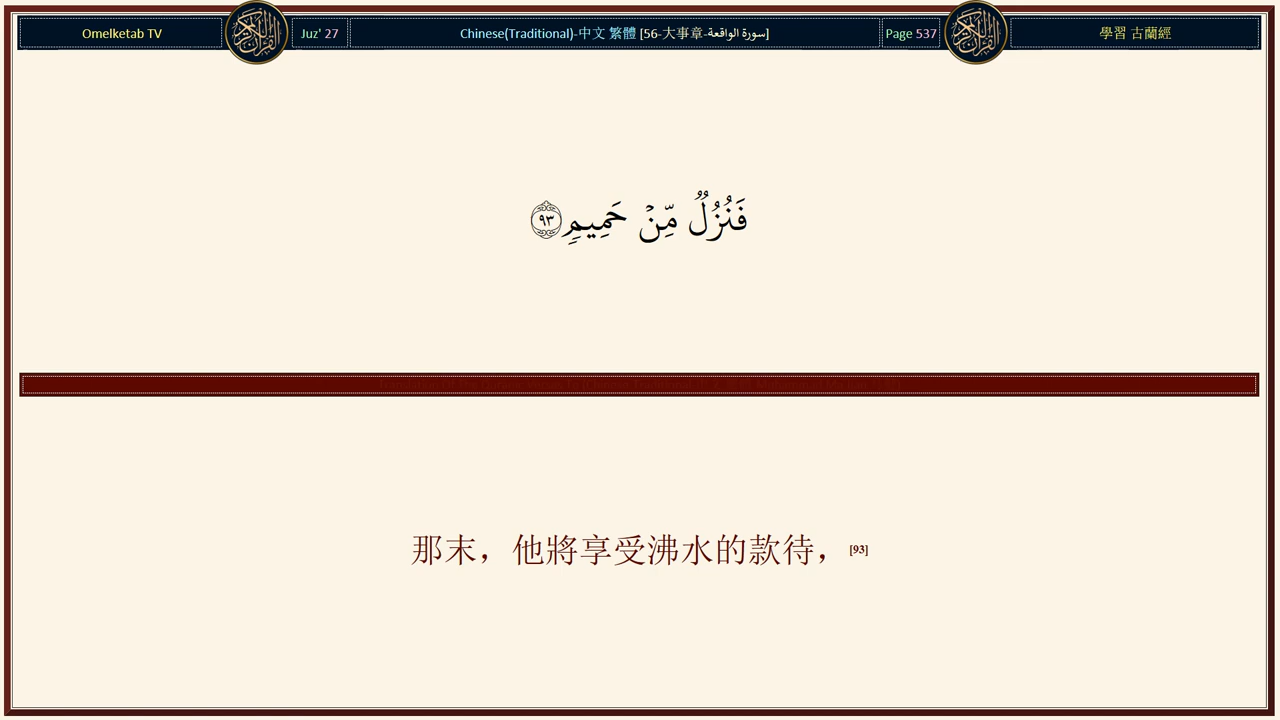 Omelketab TV
Juz' 27
Chinese(Traditional)-中文 繁體 [56-大事章-سورة الواقعة]
Page 537
學習 古蘭經
فَنُزُلٌ مِّنۡ حَمِيمٖ ٩٣
那末，他將享受沸水的款待，[93]